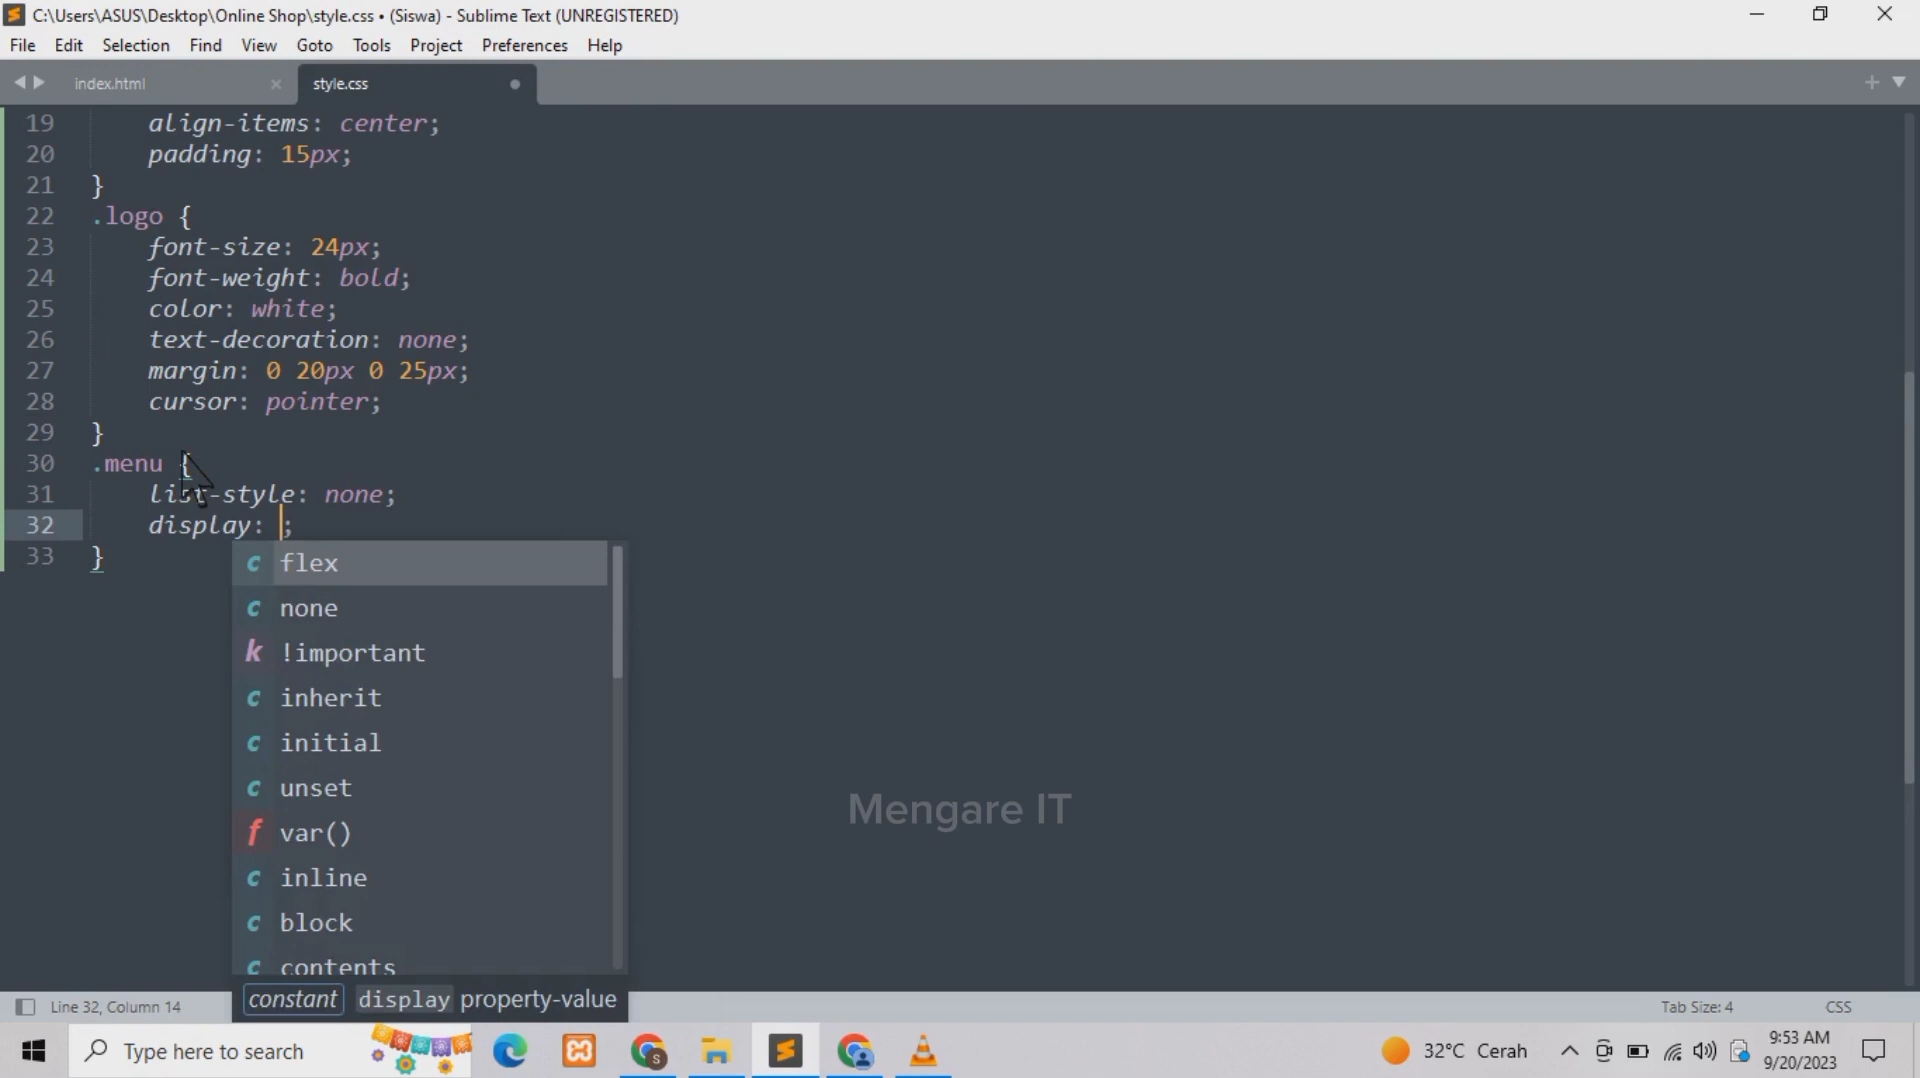 C:\Users\ASUS\Desktop\Online Shop\style.css • (Siswa) - Sublime Text (UNREGISTERED)
File Edit Selection Find View Goto Tools Project Preferences Help
index.html style.css
19 align-items: center;
20 padding: 15px;
21 }
22 .logo {
23 font-size: 24px;
24 font-weight: bold;
25 color: white;
26 text-decoration: none;
27 margin: 0 20px 0 25px;
28 cursor: pointer;
29 }
30 .menu {
31 list-style: none;
32 display: ;
33 }
c flex
c none
k !important
c inherit
c initial
c unset
f var()
c inline
c block
c contents
constant display property-value
Mengare IT
Line 32, Column 14
Tab Size: 4 CSS
Type here to search
32°C Cerah
9:53 AM
9/20/2023